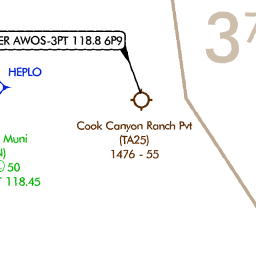 ER AWOS-3PT 118.8 6P9
37
HEPLO
Cook Canyon Ranch Pvt
(TA25)
1476 - 55
Muni
50
118.45